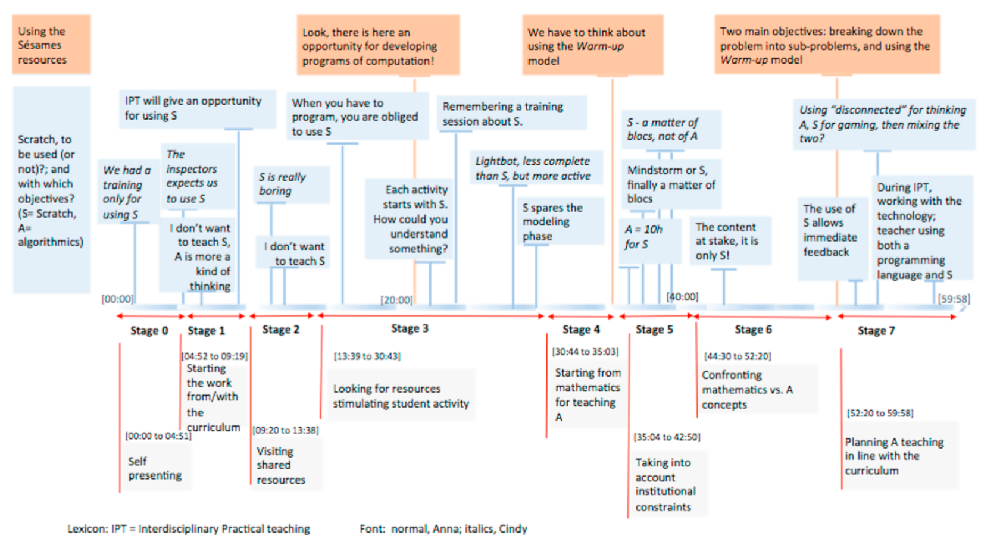 Using the
Sésames
resources
Look, there is here an
opportunity for developing
programs of computation!
We have to think about
using the Warm-up
model
Two main objectives: breaking down the
problem into sub-problems, and using the
Warm-up model
Scratch, to
be used (or
not)?; and
with which
objectives?
(S= Scratch,
A=
algorithmics)
We had a
training
only for
using S
The
inspectors
expects us
to use S
I don't want
to teach S,
A is more a
kind of
thinking
IPT will give an opportunity
for using S
S is really
boring
I don't want
to teach S
When you have to
program, you are obliged
to use S
Each activity
starts with S.
How could you
understand
something?
Remembering a training
session about S.
Lightbot, less complete
than S, but more active
S spares the
modeling
phase
S - a matter of
blocs, not of A
Mindstorm or S,
finally a matter of
blocs
A = 10h
for S
The content
at stake, it is
only S!
Using "disconnected" for thinking
A, S for gaming, then mixing the
two?
The use of
S allows
immediate
feedback
During IPT,
working with the
technology;
teacher using
both a
programming
language and S
[00:00]
[20:00]
[40:00]
[59:58]
Stage 0
Stage 1
Stage 2
Stage 3
Stage 4
Stage 5
Stage 6
Stage 7
[00:00 to 04:51]
Self
presenting
[04:52 to 09:19]
Starting
the work
from/with
the
curriculum
[09:20 to 13:38]
Visiting
shared
resources
[13:39 to 30:43]
Looking for resources
stimulating student activity
[30:44 to 35:03]
Starting from
mathematics
for teaching
A
[35:04 to 42:50]
Taking into
account
institutional
constraints
[44:30 to 52:20]
Confronting
mathematics vs. A
concepts
[52:20 to 59:58]
Planning A teaching
in line with the
curriculum
Lexicon: IPT = Interdisciplinary Practical teaching
Font: normal, Anna; italics, Cindy